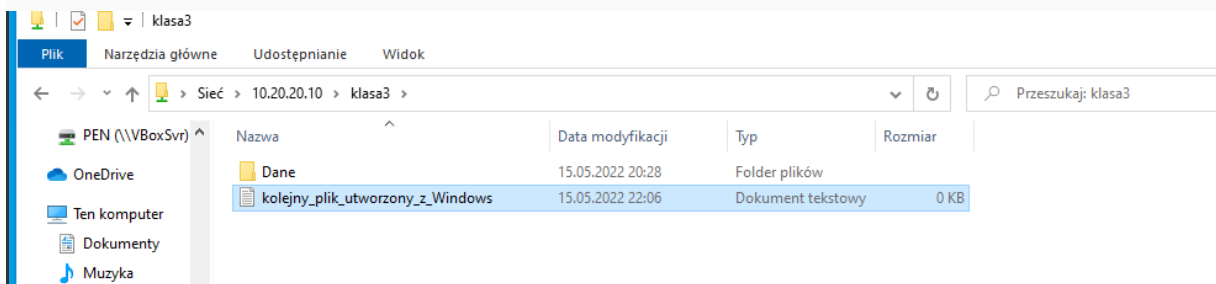 klasa3
Plik Narzędzia główne Udostępnianie Widok
Sieć > 10.20.20.10 > klasa3 > Przeszukaj: klasa3
PEN (\\VBoxSvr) Nazwa Data modyfikacji Typ Rozmiar
OneDrive Dane 15.05.2022 20:28 Folder plików
kolejny_plik_utworzony_z_Windows 15.05.2022 22:06 Dokument tekstowy 0 KB
Ten komputer
Dokumenty
Muzyka